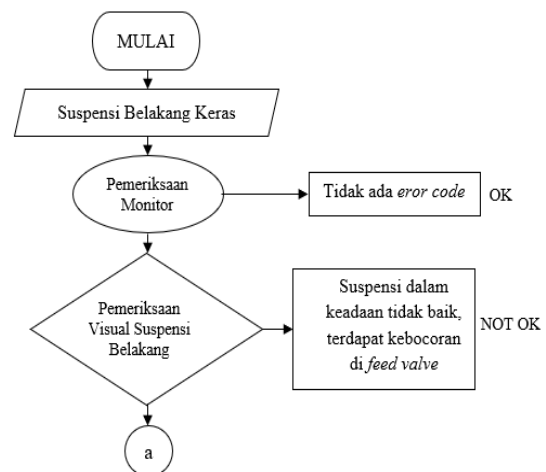 MULAI
Suspensi Belakang Keras
Pemeriksaan
Monitor
Tidak ada eror code
OK
Pemeriksaan
Visual Suspensi
Belakang
Suspensi dalam
keadaan tidak baik,
terdapat kebocoran
di feed valve
NOT OK
a